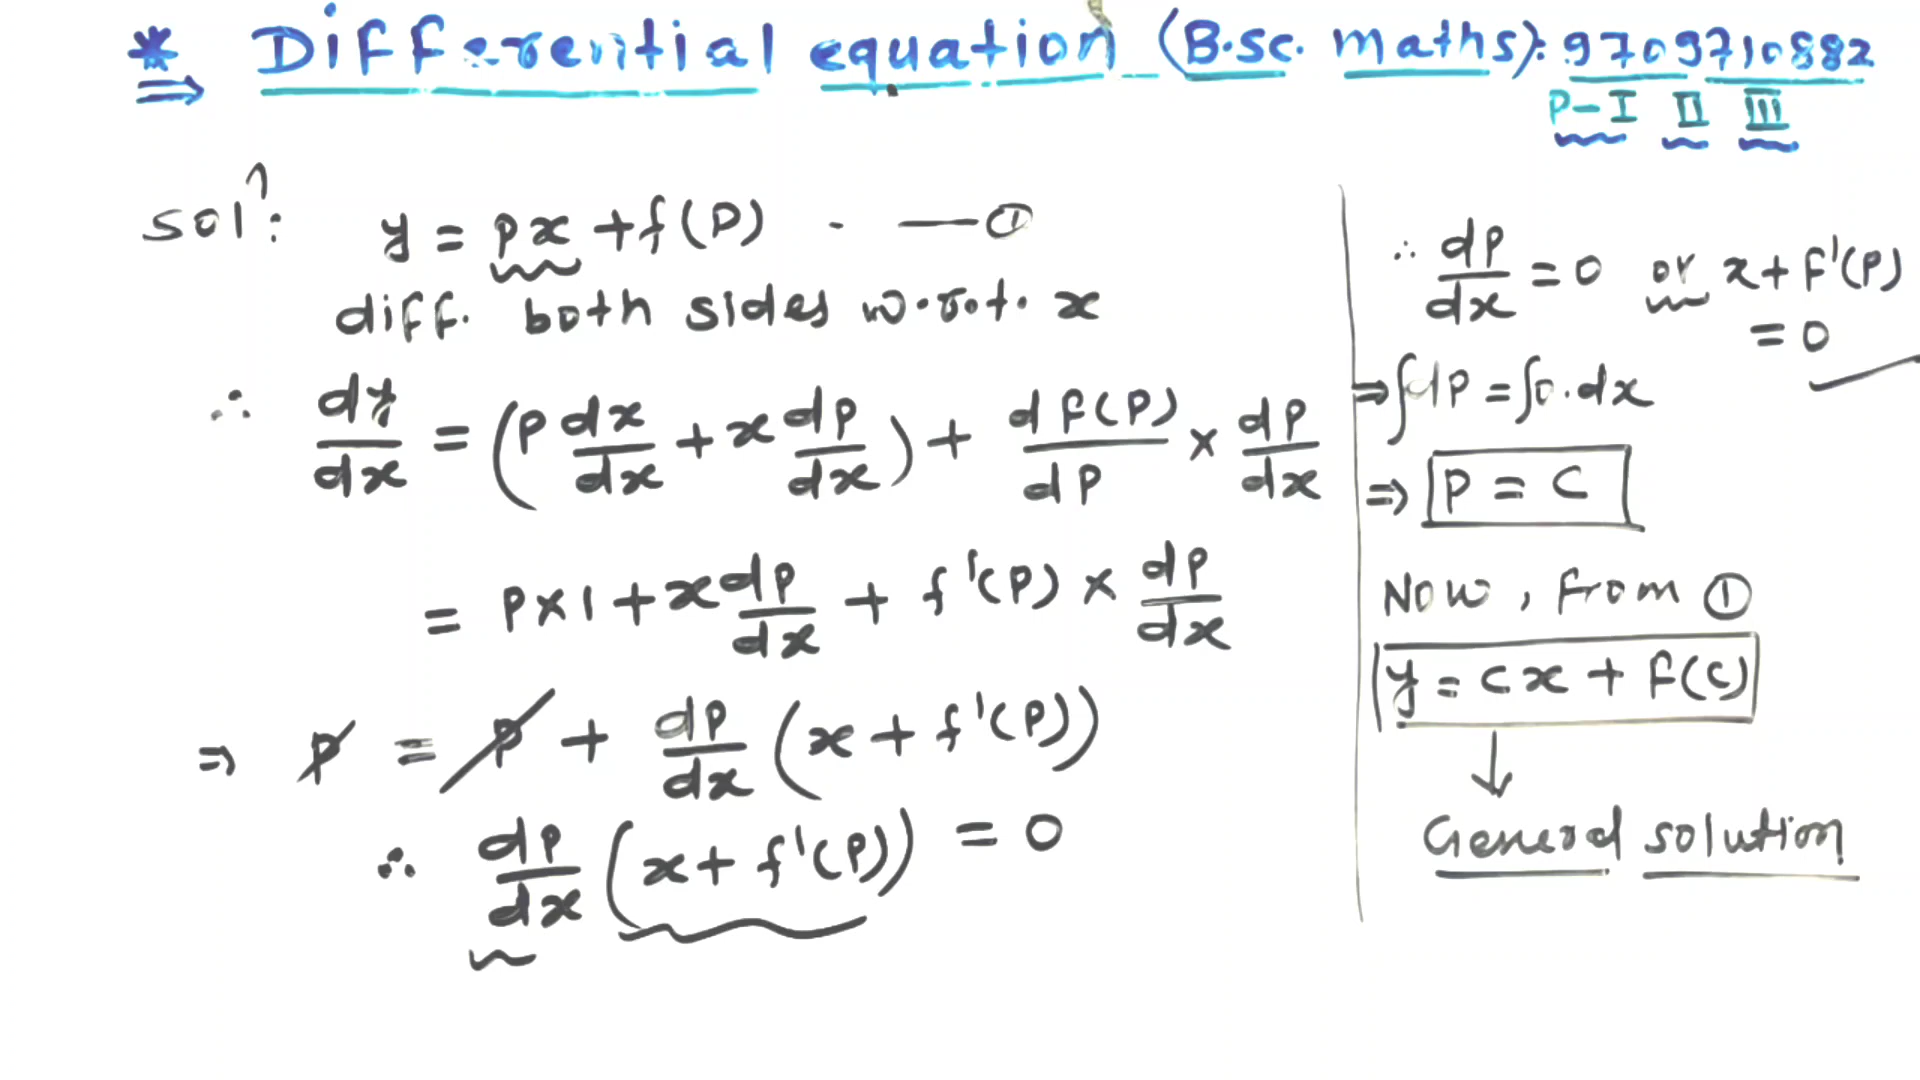 * Differential equation (B.sc. maths): 9709710882
⇒ P-I II III
solⁿ: y = px + f(p) - — ①
diff. both sides w.r.t. x
∴ dy/dx = (p dx/dx + x dp/dx) + d f(p)/dp × dp/dx
= p×1 + x dp/dx + f'(p) × dp/dx
⇒ p = p + dp/dx (x + f'(p))
∴ dp/dx (x + f'(p)) = 0
∴ dp/dx = 0 or x + f'(p)
= 0
⇒ ∫dp = ∫0.dx
⇒ p = c
Now, from ①
y = cx + f(c)
↓
General solution